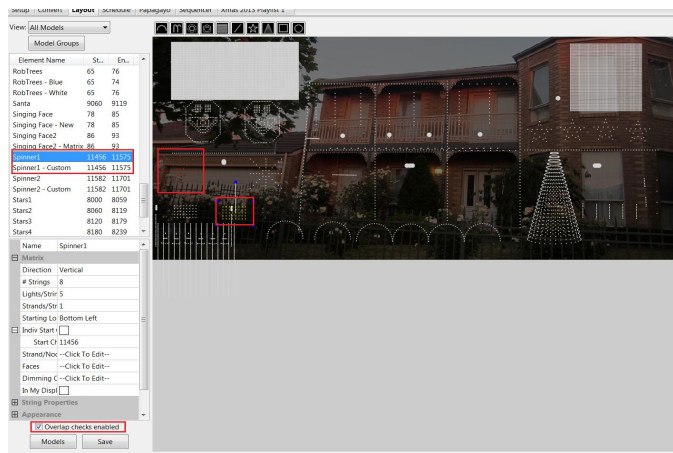 Setup Convert Layout Schedule Papagayo Sequencer Xmas 2015 Playlist 1
View: All Models
Model Groups
Element Name St... En...
RobTrees 65 76
RobTrees - Blue 65 74
RobTrees - White 65 76
Santa 9060 9119
Singing Face 78 85
Singing Face - New 78 85
Singing Face2 86 93
Singing Face2 - Matrix 86 93
Spinner1 11456 11575
Spinner1 - Custom 11456 11575
Spinner2 11582 11701
Spinner2 - Custom 11582 11701
Stars1 8000 8059
Stars2 8060 8119
Stars3 8120 8179
Stars4 8180 8239
Name Spinner1
Matrix
Direction Vertical
# Strings 8
Lights/Strin 5
Strands/Str 1
Starting Lo Bottom Left
Indiv Start
Start Ch 11456
Strand/Noc --Click To Edit--
Faces --Click To Edit--
Dimming C --Click To Edit--
In My Displ
String Properties
Appearance
Overlap checks enabled
Models Save